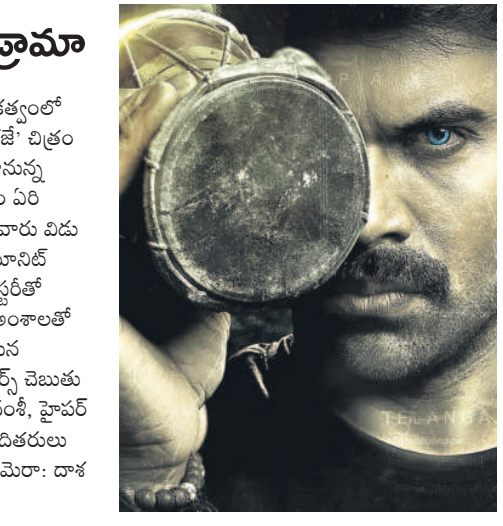 డ్రామా
కత్వంలో
జే' చిత్రం
నున్న
ఏరి
వారు విడు
యూనిట్
స్టరీతో
అంశాలతో
ర్స్ చెబుతు
వంశీ, హైపర్
దితరులు
మెరా: దాశ